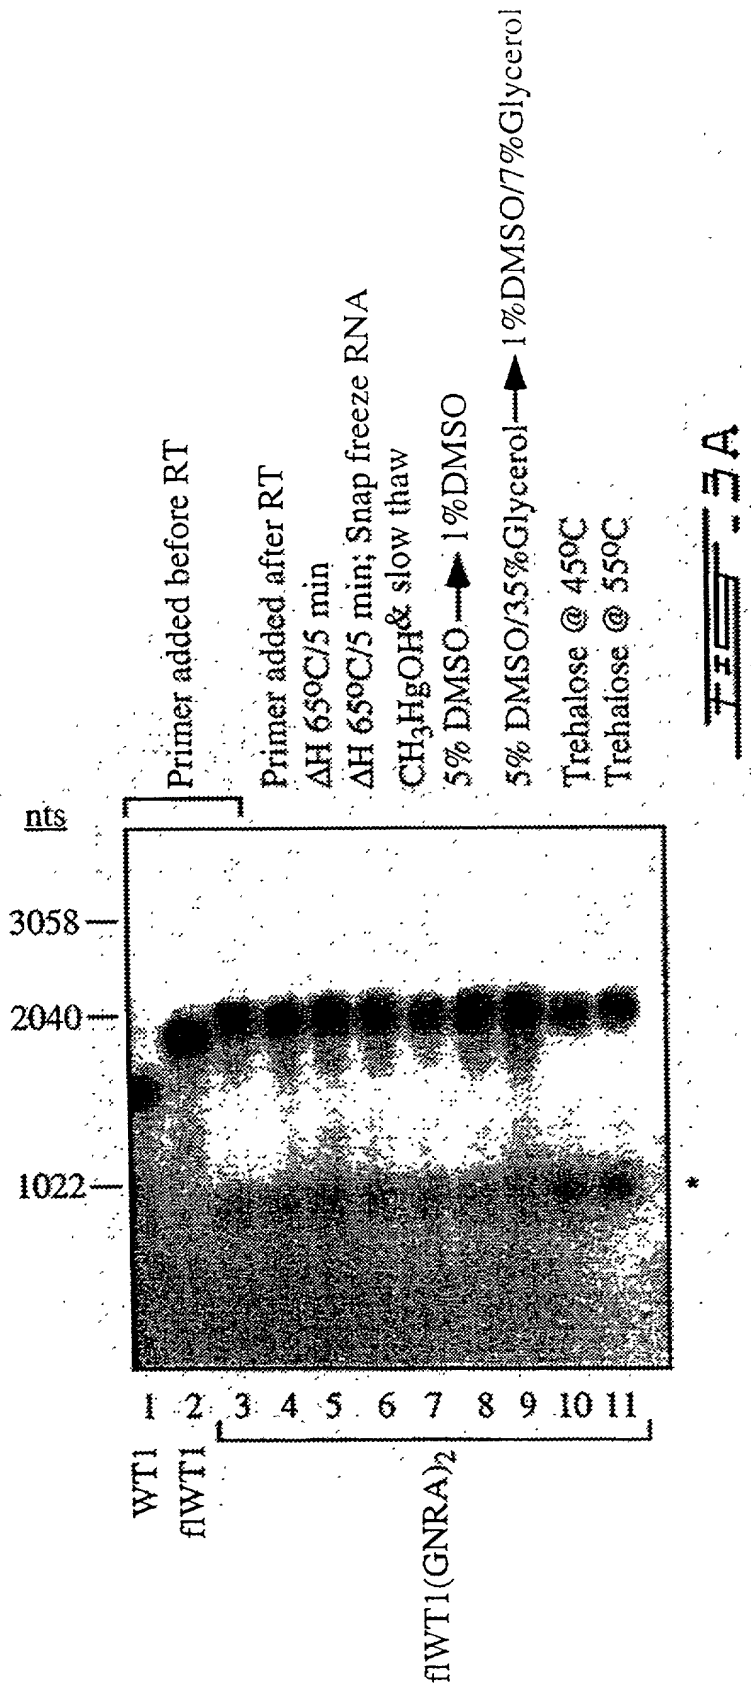 nts
3058
2040
1022
Primer added before RT
Primer added after RT
ΔH 65ºC/5 min
ΔH 65ºC/5 min; Snap freeze RNA
& slow thaw
CH₃HgOH
5% DMSO → 1%DMSO
5% DMSO/35%Glycerol → 1%DMSO/7%Glycerol
Trehalose @ 45ºC
Trehalose @ 55ºC
*
1 2 3 4 5 6 7 8 9 10 11
WT1
flWT1
flWT1(GNRA)₂
Fig-3A